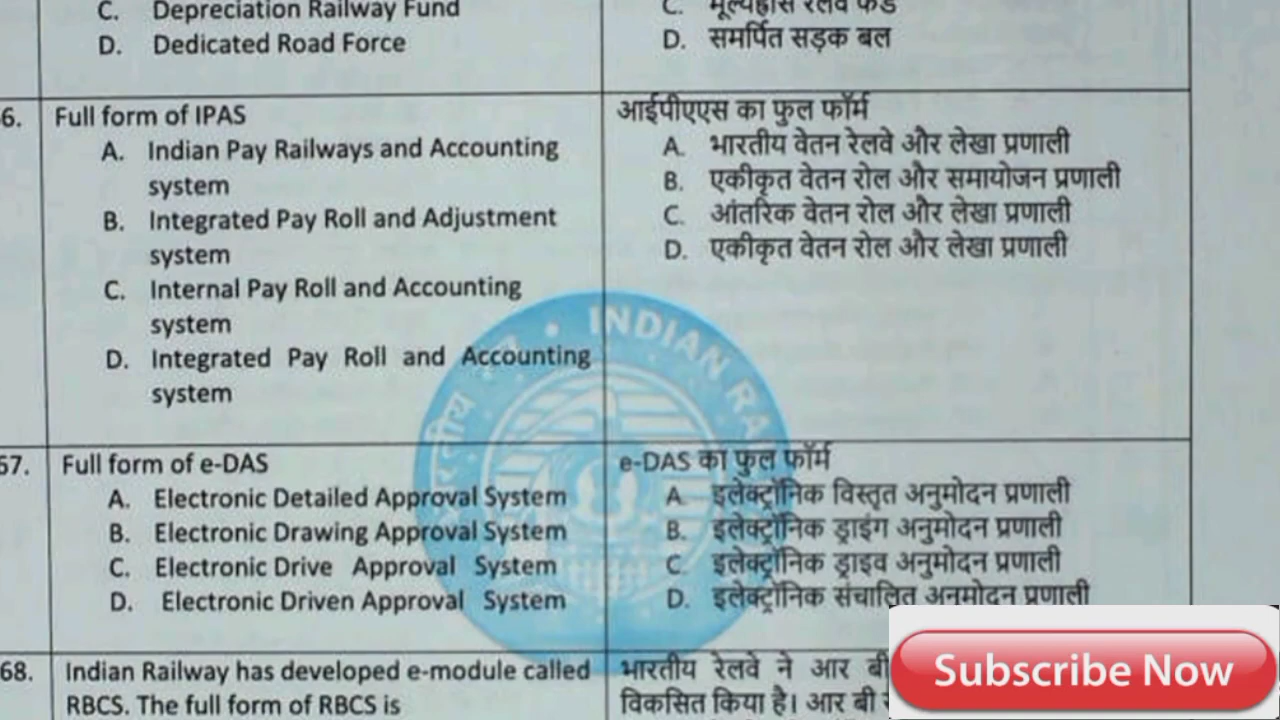 C. Depreciation Railway Fund
D. Dedicated Road Force
C. मूल्यह्रास रेलवे फंड
D. समर्पित सड़क बल
6. Full form of IPAS
A. Indian Pay Railways and Accounting
system
B. Integrated Pay Roll and Adjustment
system
C. Internal Pay Roll and Accounting
system
D. Integrated Pay Roll and Accounting
system
आईपीएएस का फुल फॉर्म
A. भारतीय वेतन रेलवे और लेखा प्रणाली
B. एकीकृत वेतन रोल और समायोजन प्रणाली
C. आंतरिक वेतन रोल और लेखा प्रणाली
D. एकीकृत वेतन रोल और लेखा प्रणाली
67. Full form of e-DAS
A. Electronic Detailed Approval System
B. Electronic Drawing Approval System
C. Electronic Drive Approval System
D. Electronic Driven Approval System
e-DAS का फुल फॉर्म
A. इलेक्ट्रॉनिक विस्तृत अनुमोदन प्रणाली
B. इलेक्ट्रॉनिक ड्राइंग अनुमोदन प्रणाली
C. इलेक्ट्रॉनिक ड्राइव अनुमोदन प्रणाली
D. इलेक्ट्रॉनिक संचालित अनुमोदन प्रणाली
68. Indian Railway has developed e-module called
RBCS. The full form of RBCS is
भारतीय रेलवे ने आर बी
विकसित किया है। आर बी
INDIAN RA
Subscribe Now